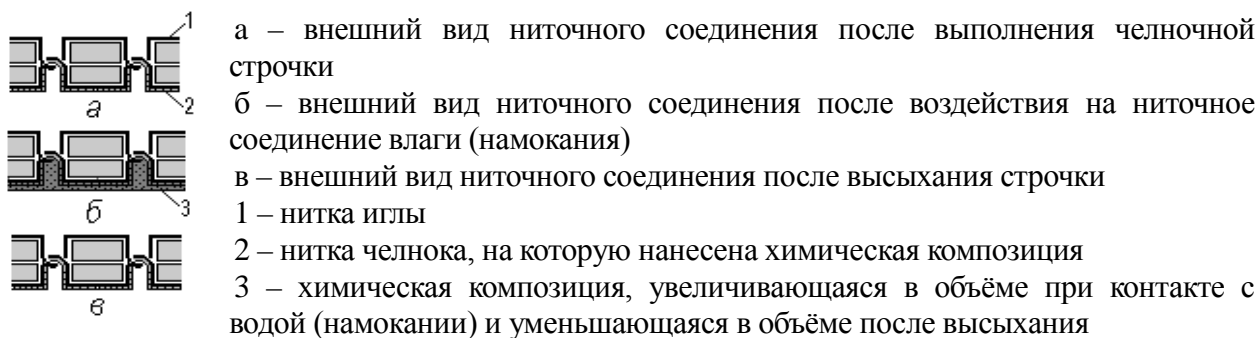 а – внешний вид ниточного соединения после выполнения челночной
строчки
б – внешний вид ниточного соединения после воздействия на ниточное
соединение влаги (намокания)
в – внешний вид ниточного соединения после высыхания строчки
1 – нитка иглы
2 – нитка челнока, на которую нанесена химическая композиция
3 – химическая композиция, увеличивающаяся в объёме при контакте с
водой (намокании) и уменьшающаяся в объёме после высыхания
1
а
2
б
3
в